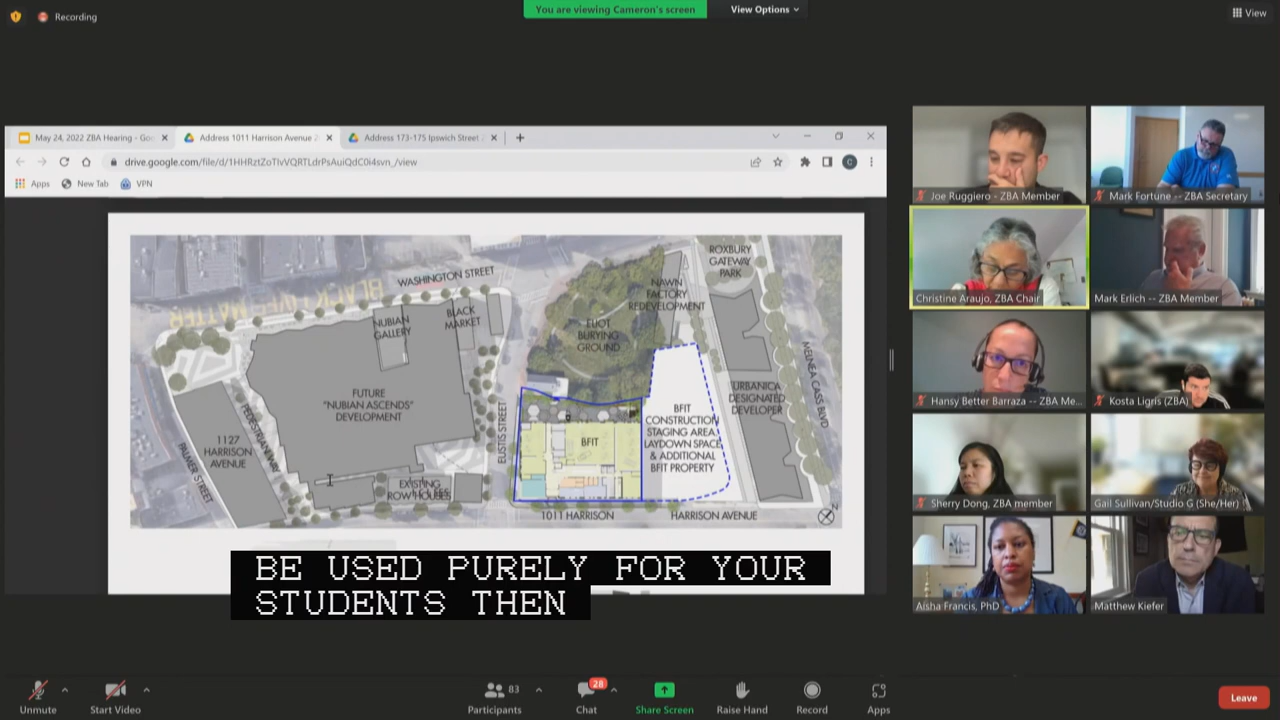 Recording
You are viewing Cameron's screen
View Options
View
May 24, 2022 ZBA Hearing - Goo
Address 1011 Harrison Avenue 2
Address 173-175 Ipswich Street 2
Apps
New Tab
VPN
WASHINGTON STREET
BLACK LIVES MATTER
NUBIAN
GALLERY
BLACK
MARKET
ELIOT
BURYING
GROUND
NAWN
FACTORY
REDEVELOPMENT
ROXBURY
GATEWAY
PARK
MELNEA CASS BLVD
FUTURE
"NUBIAN ASCENDS"
DEVELOPMENT
EUSTIS STREET
URBANICA
DESIGNATED
DEVELOPER
1127
HARRISON
AVENUE
PEDESTRIAN WAY
PALMER STREET
EXISTING
ROW HOUSES
BFIT
BFIT
CONSTRUCTION
STAGING AREA
LAYDOWN SPACE
& ADDITIONAL
BFIT PROPERTY
1011 HARRISON
HARRISON AVENUE
BE USED PURELY FOR YOUR
STUDENTS THEN
Joe Ruggiero - ZBA Member
Mark Fortune -- ZBA Secretary
Christine Araujo, ZBA Chair
Mark Erlich -- ZBA Member
Hansy Better Barraza -- ZBA Me...
Kosta Ligris (ZBA)
Sherry Dong, ZBA member
Gail Sullivan/Studio G (She/Her)
Aisha Francis, PhD
Matthew Kiefer
Unmute
Start Video
Participants
83
Chat
28
Share Screen
Raise Hand
Record
Apps
Leave